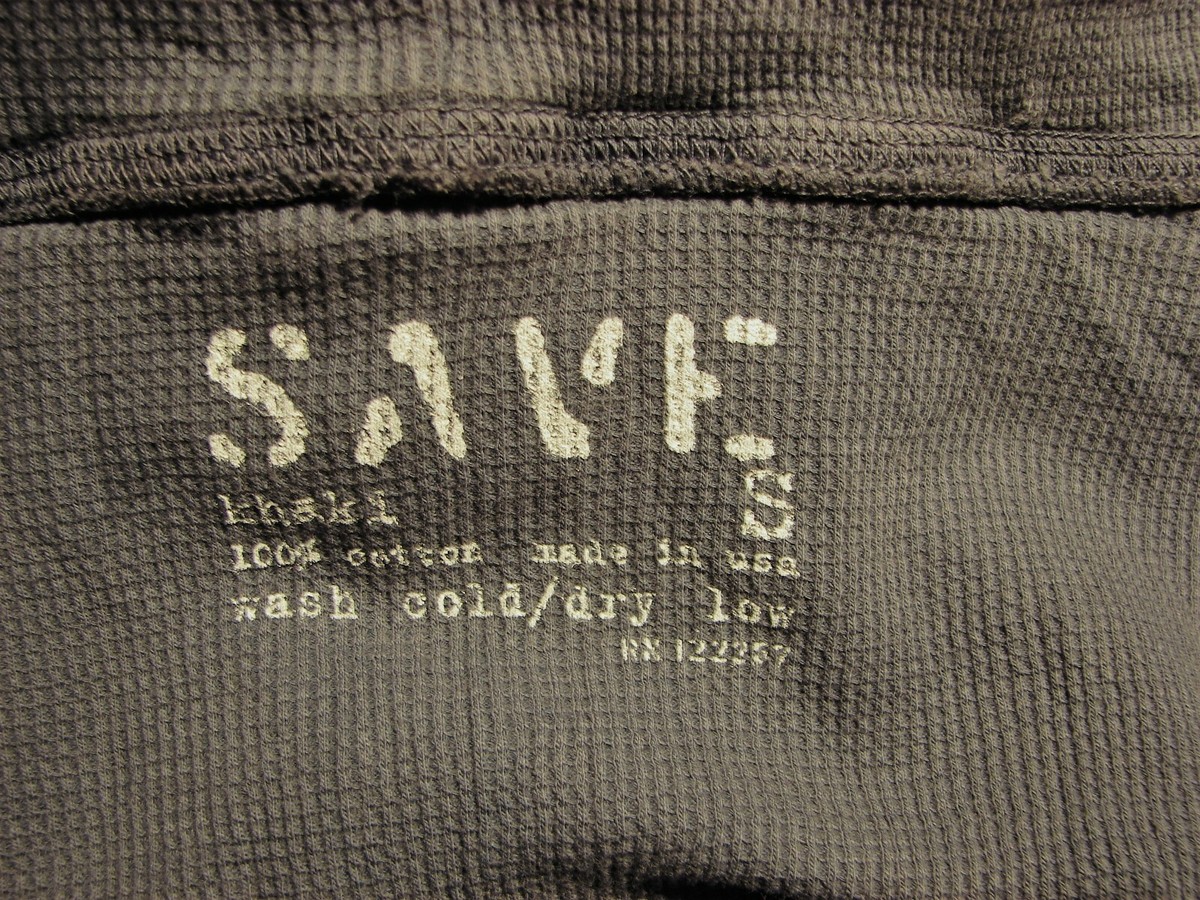 SAVE
S
khaki
100% cotton made in usa
wash cold/dry low
RN 122257